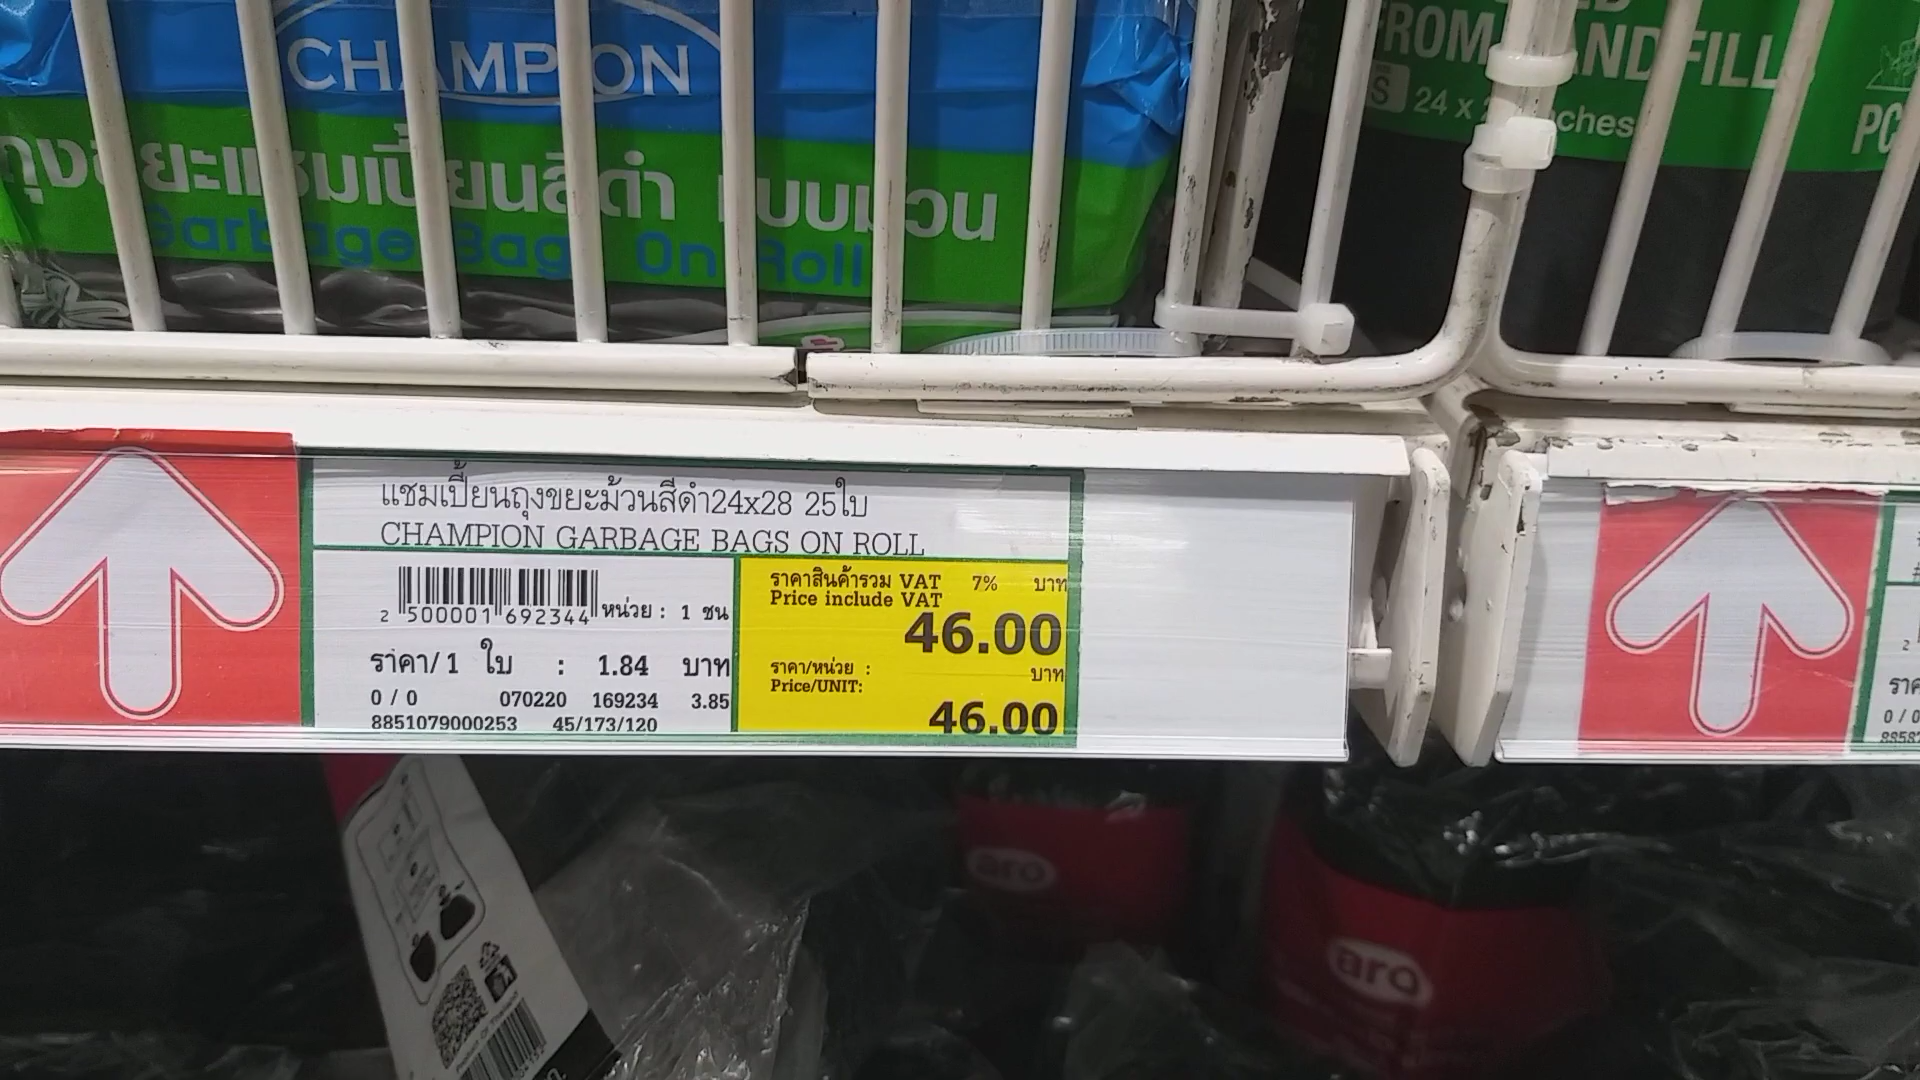 CHAMPION
ถุงขยะแชมเปี้ยนสีดำ แบบม้วน
Garbage Bags On Roll
FROM LANDFILL
S 24 x
ches
PC
แชมเปี้ยนถุงขยะม้วนสีดำ24x28 25ใบ
CHAMPION GARBAGE BAGS ON ROLL
2 500001 692344 หน่วย : 1 ชน
ราคา/ 1 ใบ : 1.84 บาท
0 / 0 070220 169234 3.85
8851079000253 45/173/120
ราคาสินค้ารวม VAT 7% บาท
Price include VAT
46.00
ราคา/หน่วย : บาท
Price/UNIT:
46.00
2
0 / 0
aro
aro